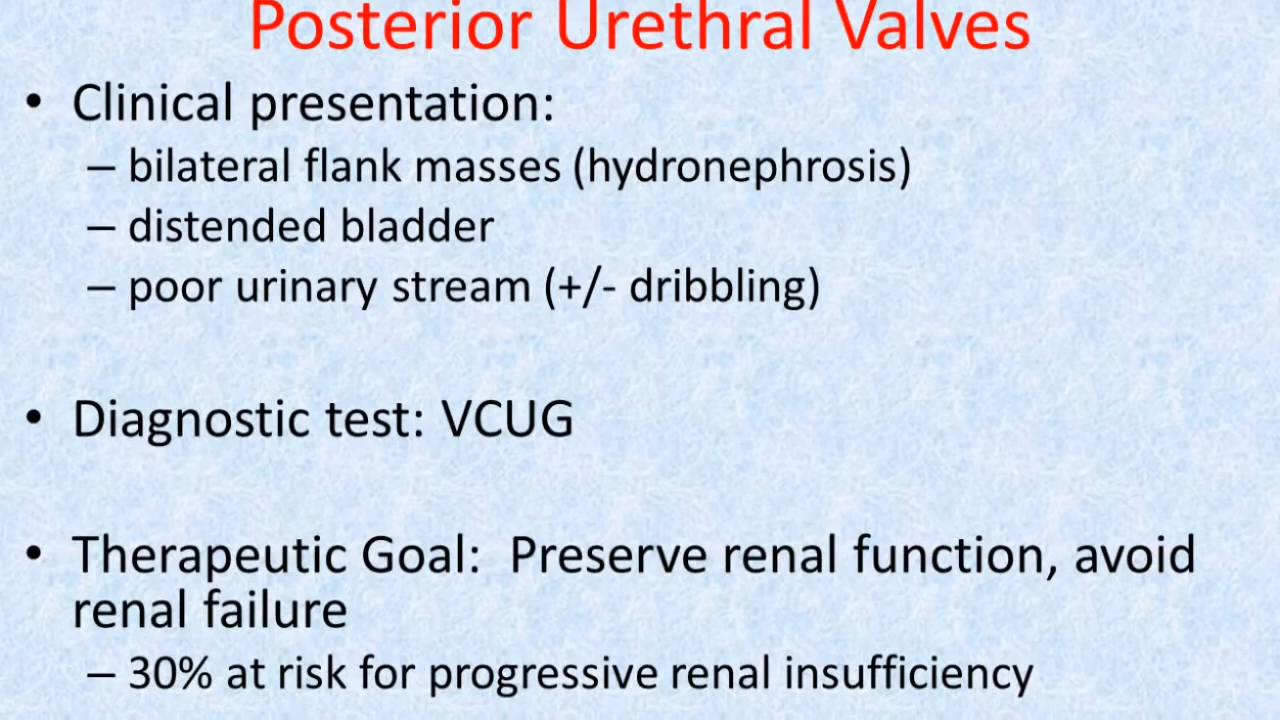 Posterior Urethral Valves
• Clinical presentation:
– bilateral flank masses (hydronephrosis)
– distended bladder
– poor urinary stream (+/- dribbling)
• Diagnostic test: VCUG
• Therapeutic Goal:  Preserve renal function, avoid
renal failure
– 30% at risk for progressive renal insufficiency